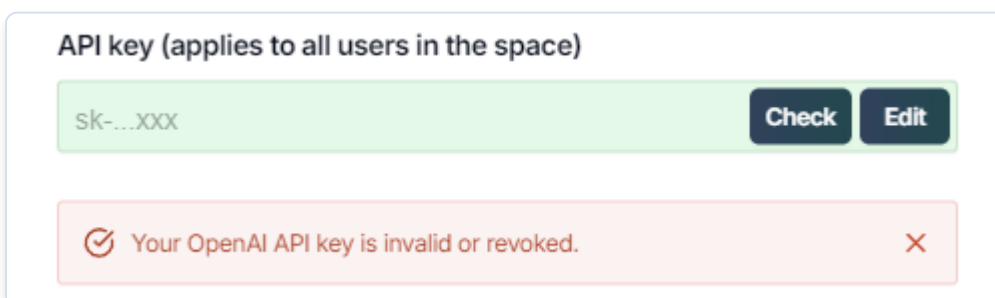 API key (applies to all users in the space)
sk-...xxx
Check
Edit
Your OpenAI API key is invalid or revoked.